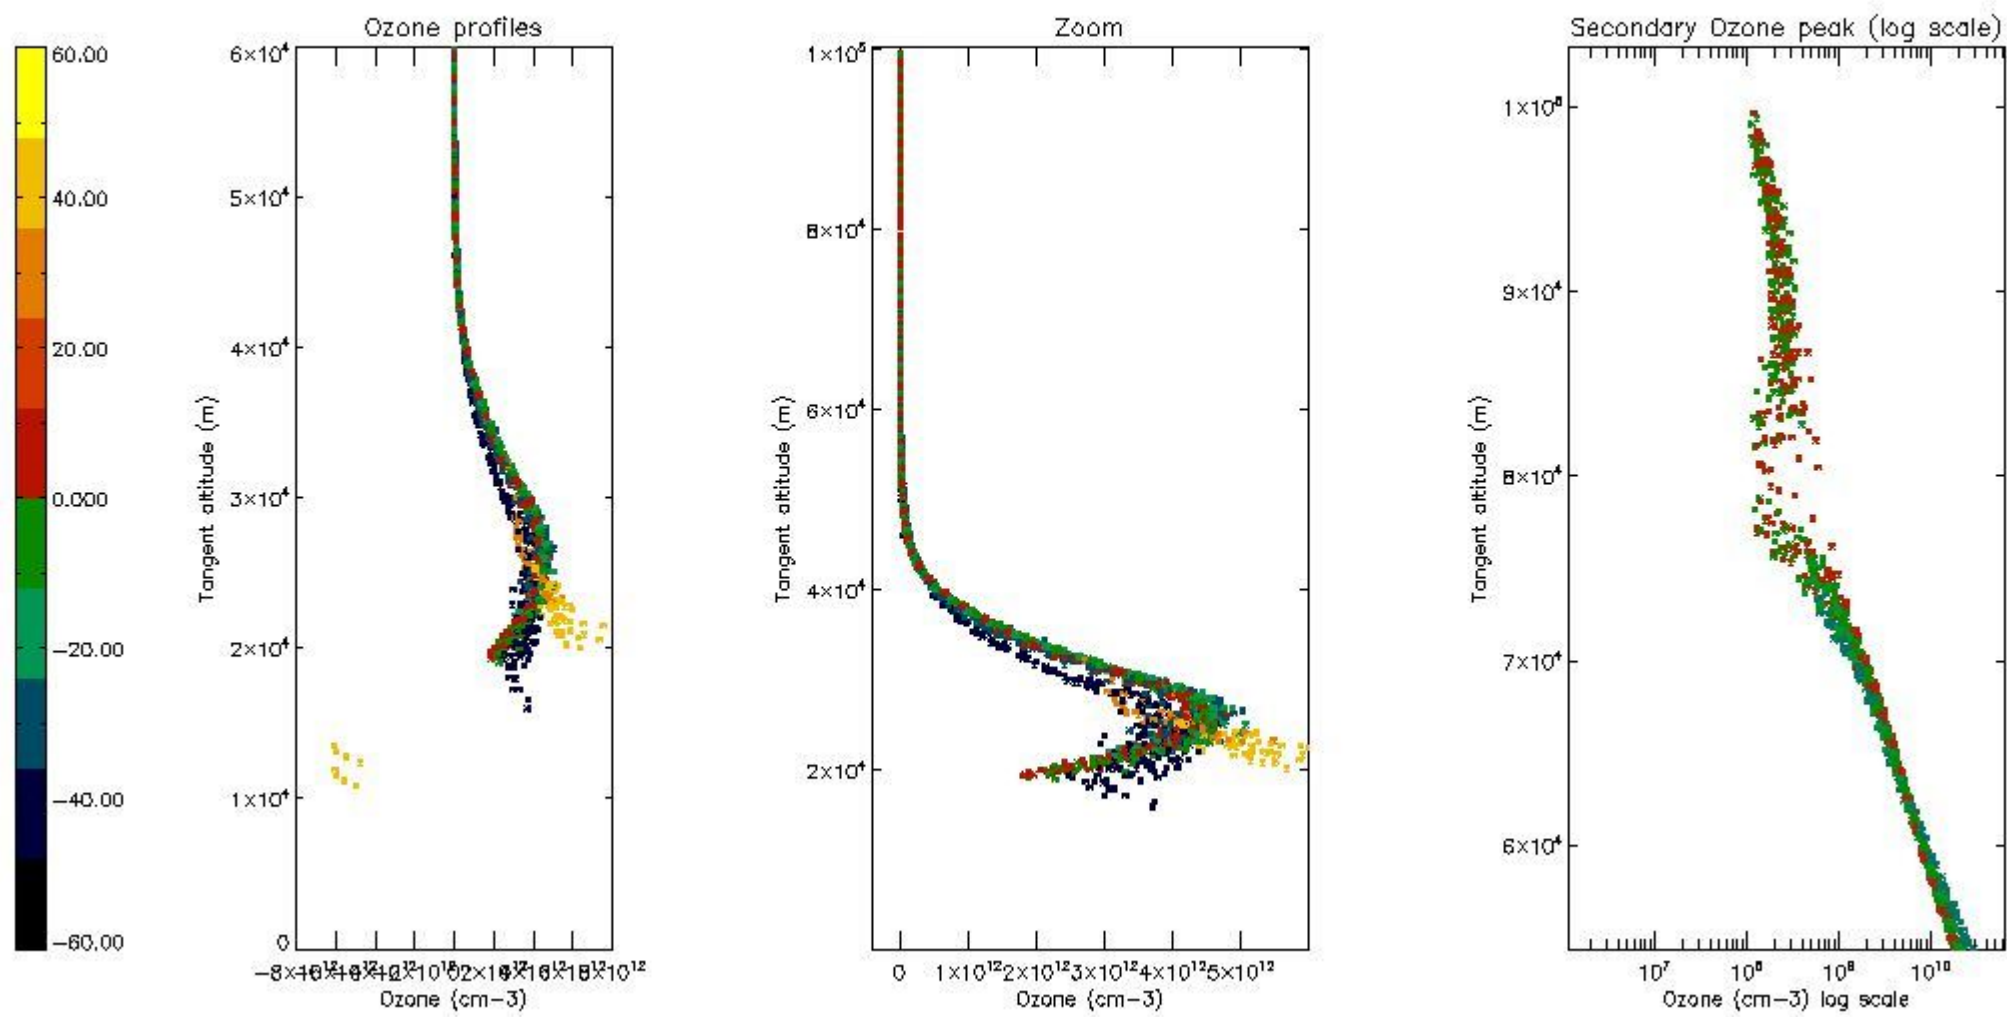 Ozone profiles
Zoom
Secondary Ozone peak (log scale)
60.00
40.00
20.00
0.000
−20.00
−40.00
−60.00
6×10⁴
5×10⁴
4×10⁴
3×10⁴
2×10⁴
1×10⁴
0
Tangent altitude (m)
Ozone (cm−3)
1×10⁵
8×10⁴
6×10⁴
4×10⁴
2×10⁴
Tangent altitude (m)
0 1×10¹² 2×10¹² 3×10¹² 4×10¹² 5×10¹²
Ozone (cm−3)
9×10⁴
8×10⁴
7×10⁴
6×10⁴
Tangent altitude (m)
10⁷ 10⁸ 10⁹ 10¹⁰
Ozone (cm−3) log scale